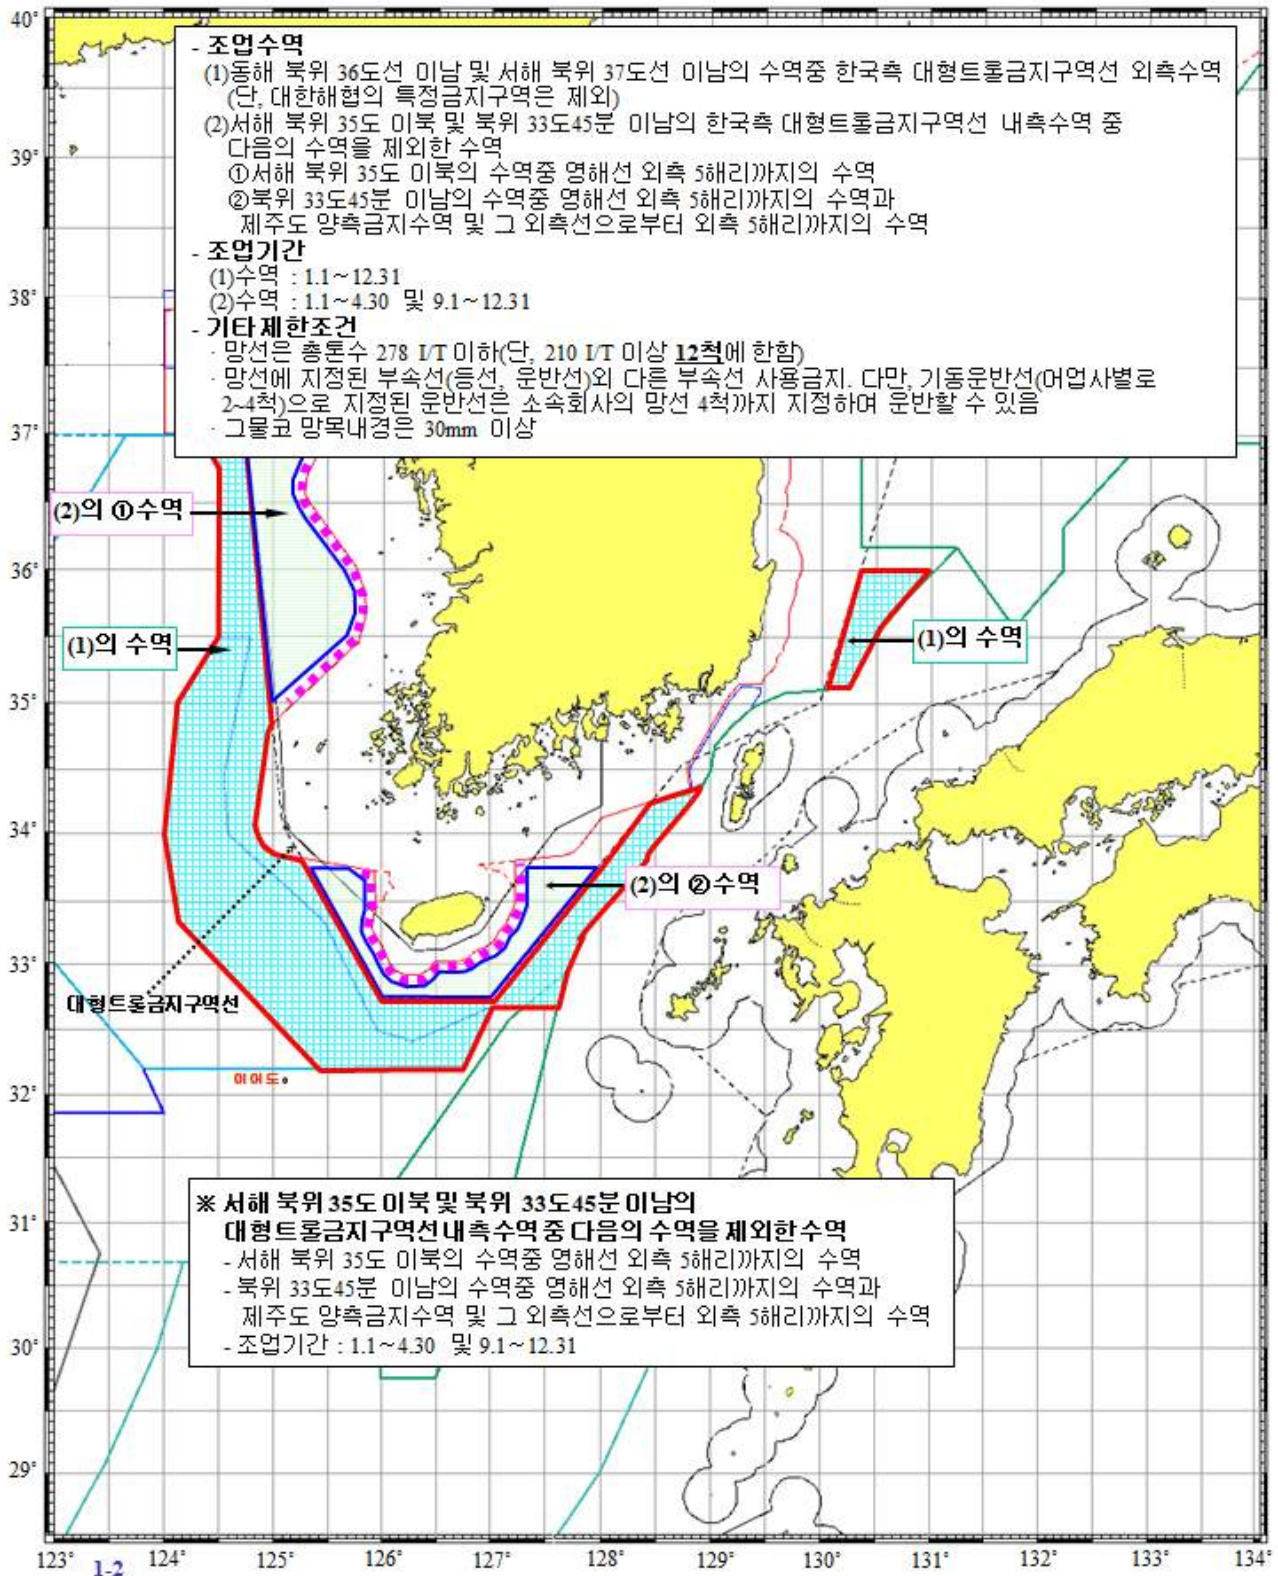 - 조업수역
(1)동해 북위 36도선 이남 및 서해 북위 37도선 이남의 수역중 한국측 대형트롤금지구역선 외측수역
(단, 대한해협의 특정금지구역은 제외)
(2)서해 북위 35도 이북 및 북위 33도45분 이남의 한국측 대형트롤금지구역선 내측수역 중
다음의 수역을 제외한 수역
①서해 북위 35도 이북의 수역중 영해선 외측 5해리까지의 수역
②북위 33도45분 이남의 수역중 영해선 외측 5해리까지의 수역과
제주도 양측금지수역 및 그 외측선으로부터 외측 5해리까지의 수역
- 조업기간
(1)수역 : 1.1~12.31
(2)수역 : 1.1~4.30 및 9.1~12.31
- 기타제한조건
· 망선은 총톤수 278 I/T 이하(단, 210 I/T 이상 12척에 한함)
· 망선에 지정된 부속선(등선, 운반선)외 다른 부속선 사용금지. 다만, 기동운반선(어업사별로
2~4척)으로 지정된 운반선은 소속회사의 망선 4척까지 지정하여 운반할 수 있음
· 그물코 망목내경은 30mm 이상
40°
39°
38°
37°
36°
35°
34°
33°
32°
31°
30°
29°
(2)의 ①수역
(1)의 수역
(1)의 수역
(2)의 ②수역
대형트롤금지구역선
이어도
※ 서해 북위 35도 이북 및 북위 33도45분 이남의
대형트롤금지구역선 내측수역 중 다음의 수역을 제외한 수역
- 서해 북위 35도 이북의 수역중 영해선 외측 5해리까지의 수역
- 북위 33도45분 이남의 수역중 영해선 외측 5해리까지의 수역과
제주도 양측금지수역 및 그 외측선으로부터 외측 5해리까지의 수역
- 조업기간 : 1.1~4.30 및 9.1~12.31
123° 124° 125° 126° 127° 128° 129° 130° 131° 132° 133° 134°
1-2